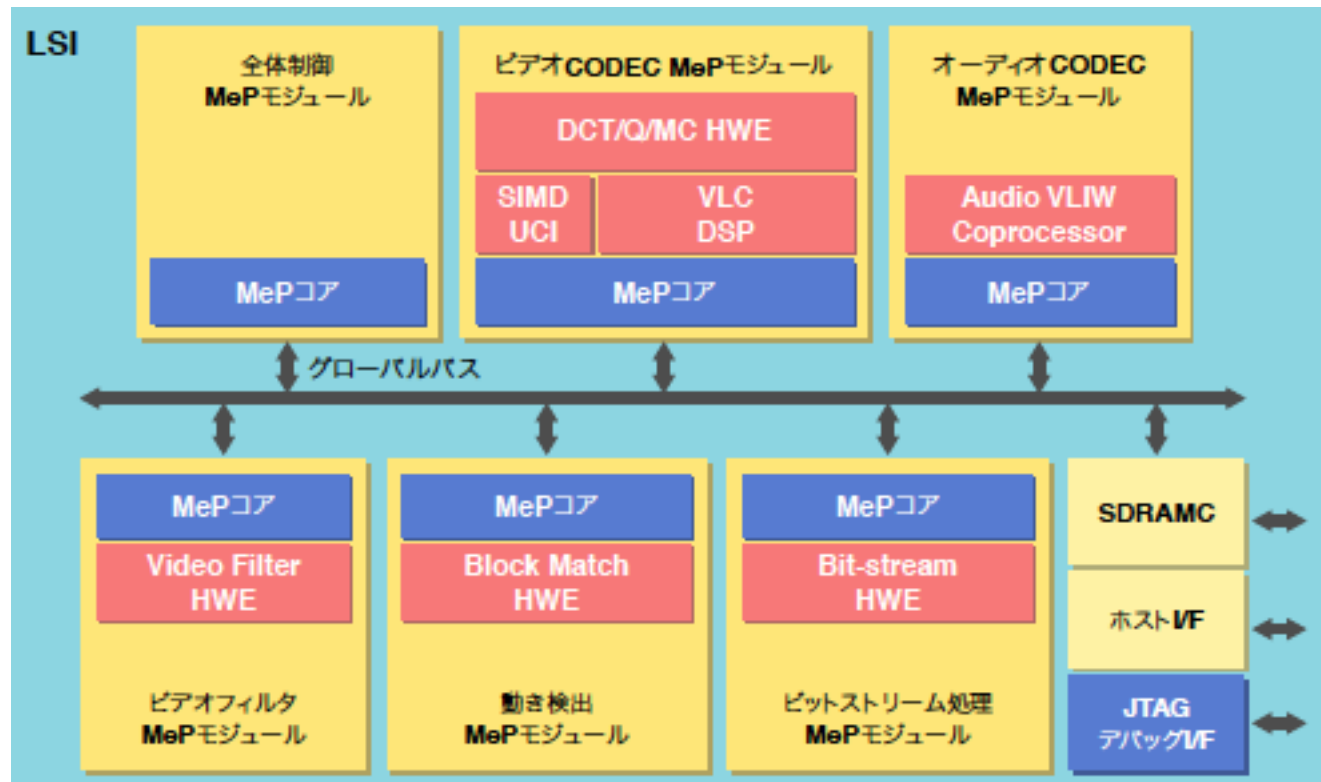 LSI
全体制御
MePモジュール
MePコア
ビデオCODEC MePモジュール
DCT/Q/MC HWE
SIMD
UCI
VLC
DSP
MePコア
オーディオCODEC
MePモジュール
Audio VLIW
Coprocessor
MePコア
グローバルバス
MePコア
Video Filter
HWE
ビデオフィルタ
MePモジュール
MePコア
Block Match
HWE
動き検出
MePモジュール
MePコア
Bit-stream
HWE
ビットストリーム処理
MePモジュール
SDRAMC
ホストI/F
JTAG
デバッグI/F